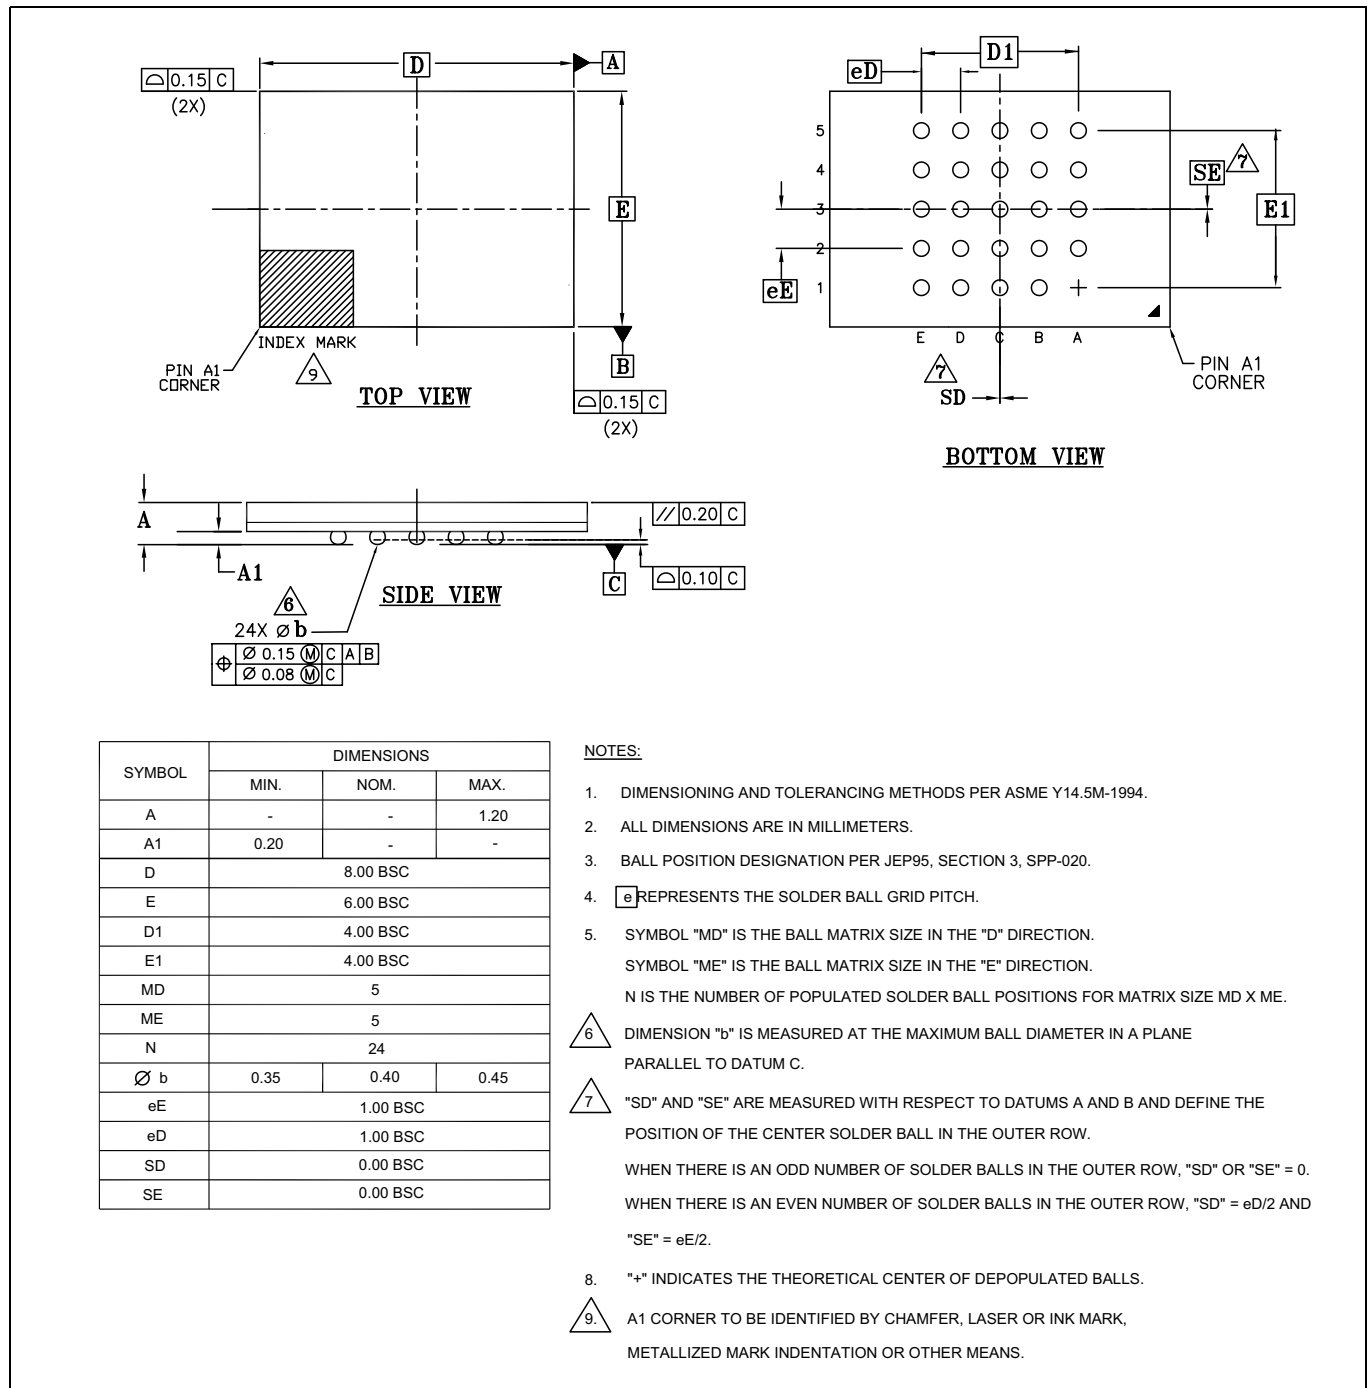 D
A
⌓ 0.15 C
(2X)
E
INDEX MARK
9
PIN A1
CORNER
B
TOP VIEW
⌓ 0.15 C
(2X)
D1
eD
5
4
3
2
1
7
SE
E1
eE
E D C B A
7
SD
PIN A1
CORNER
BOTTOM VIEW
A
A1
// 0.20 C
⌓ 0.10 C
C
SIDE VIEW
6
24X Ø b
⌖ Ø 0.15 Ⓜ C A B
Ø 0.08 Ⓜ C
SYMBOL DIMENSIONS
MIN. NOM. MAX.
A - - 1.20
A1 0.20 - -
D 8.00 BSC
E 6.00 BSC
D1 4.00 BSC
E1 4.00 BSC
MD 5
ME 5
N 24
Ø b 0.35 0.40 0.45
eE 1.00 BSC
eD 1.00 BSC
SD 0.00 BSC
SE 0.00 BSC
NOTES:
1. DIMENSIONING AND TOLERANCING METHODS PER ASME Y14.5M-1994.
2. ALL DIMENSIONS ARE IN MILLIMETERS.
3. BALL POSITION DESIGNATION PER JEP95, SECTION 3, SPP-020.
4. e REPRESENTS THE SOLDER BALL GRID PITCH.
5. SYMBOL "MD" IS THE BALL MATRIX SIZE IN THE "D" DIRECTION.
SYMBOL "ME" IS THE BALL MATRIX SIZE IN THE "E" DIRECTION.
N IS THE NUMBER OF POPULATED SOLDER BALL POSITIONS FOR MATRIX SIZE MD X ME.
6 DIMENSION "b" IS MEASURED AT THE MAXIMUM BALL DIAMETER IN A PLANE
PARALLEL TO DATUM C.
7 "SD" AND "SE" ARE MEASURED WITH RESPECT TO DATUMS A AND B AND DEFINE THE
POSITION OF THE CENTER SOLDER BALL IN THE OUTER ROW.
WHEN THERE IS AN ODD NUMBER OF SOLDER BALLS IN THE OUTER ROW, "SD" OR "SE" = 0.
WHEN THERE IS AN EVEN NUMBER OF SOLDER BALLS IN THE OUTER ROW, "SD" = eD/2 AND
"SE" = eE/2.
8. "+" INDICATES THE THEORETICAL CENTER OF DEPOPULATED BALLS.
9. A1 CORNER TO BE IDENTIFIED BY CHAMFER, LASER OR INK MARK,
METALLIZED MARK INDENTATION OR OTHER MEANS.